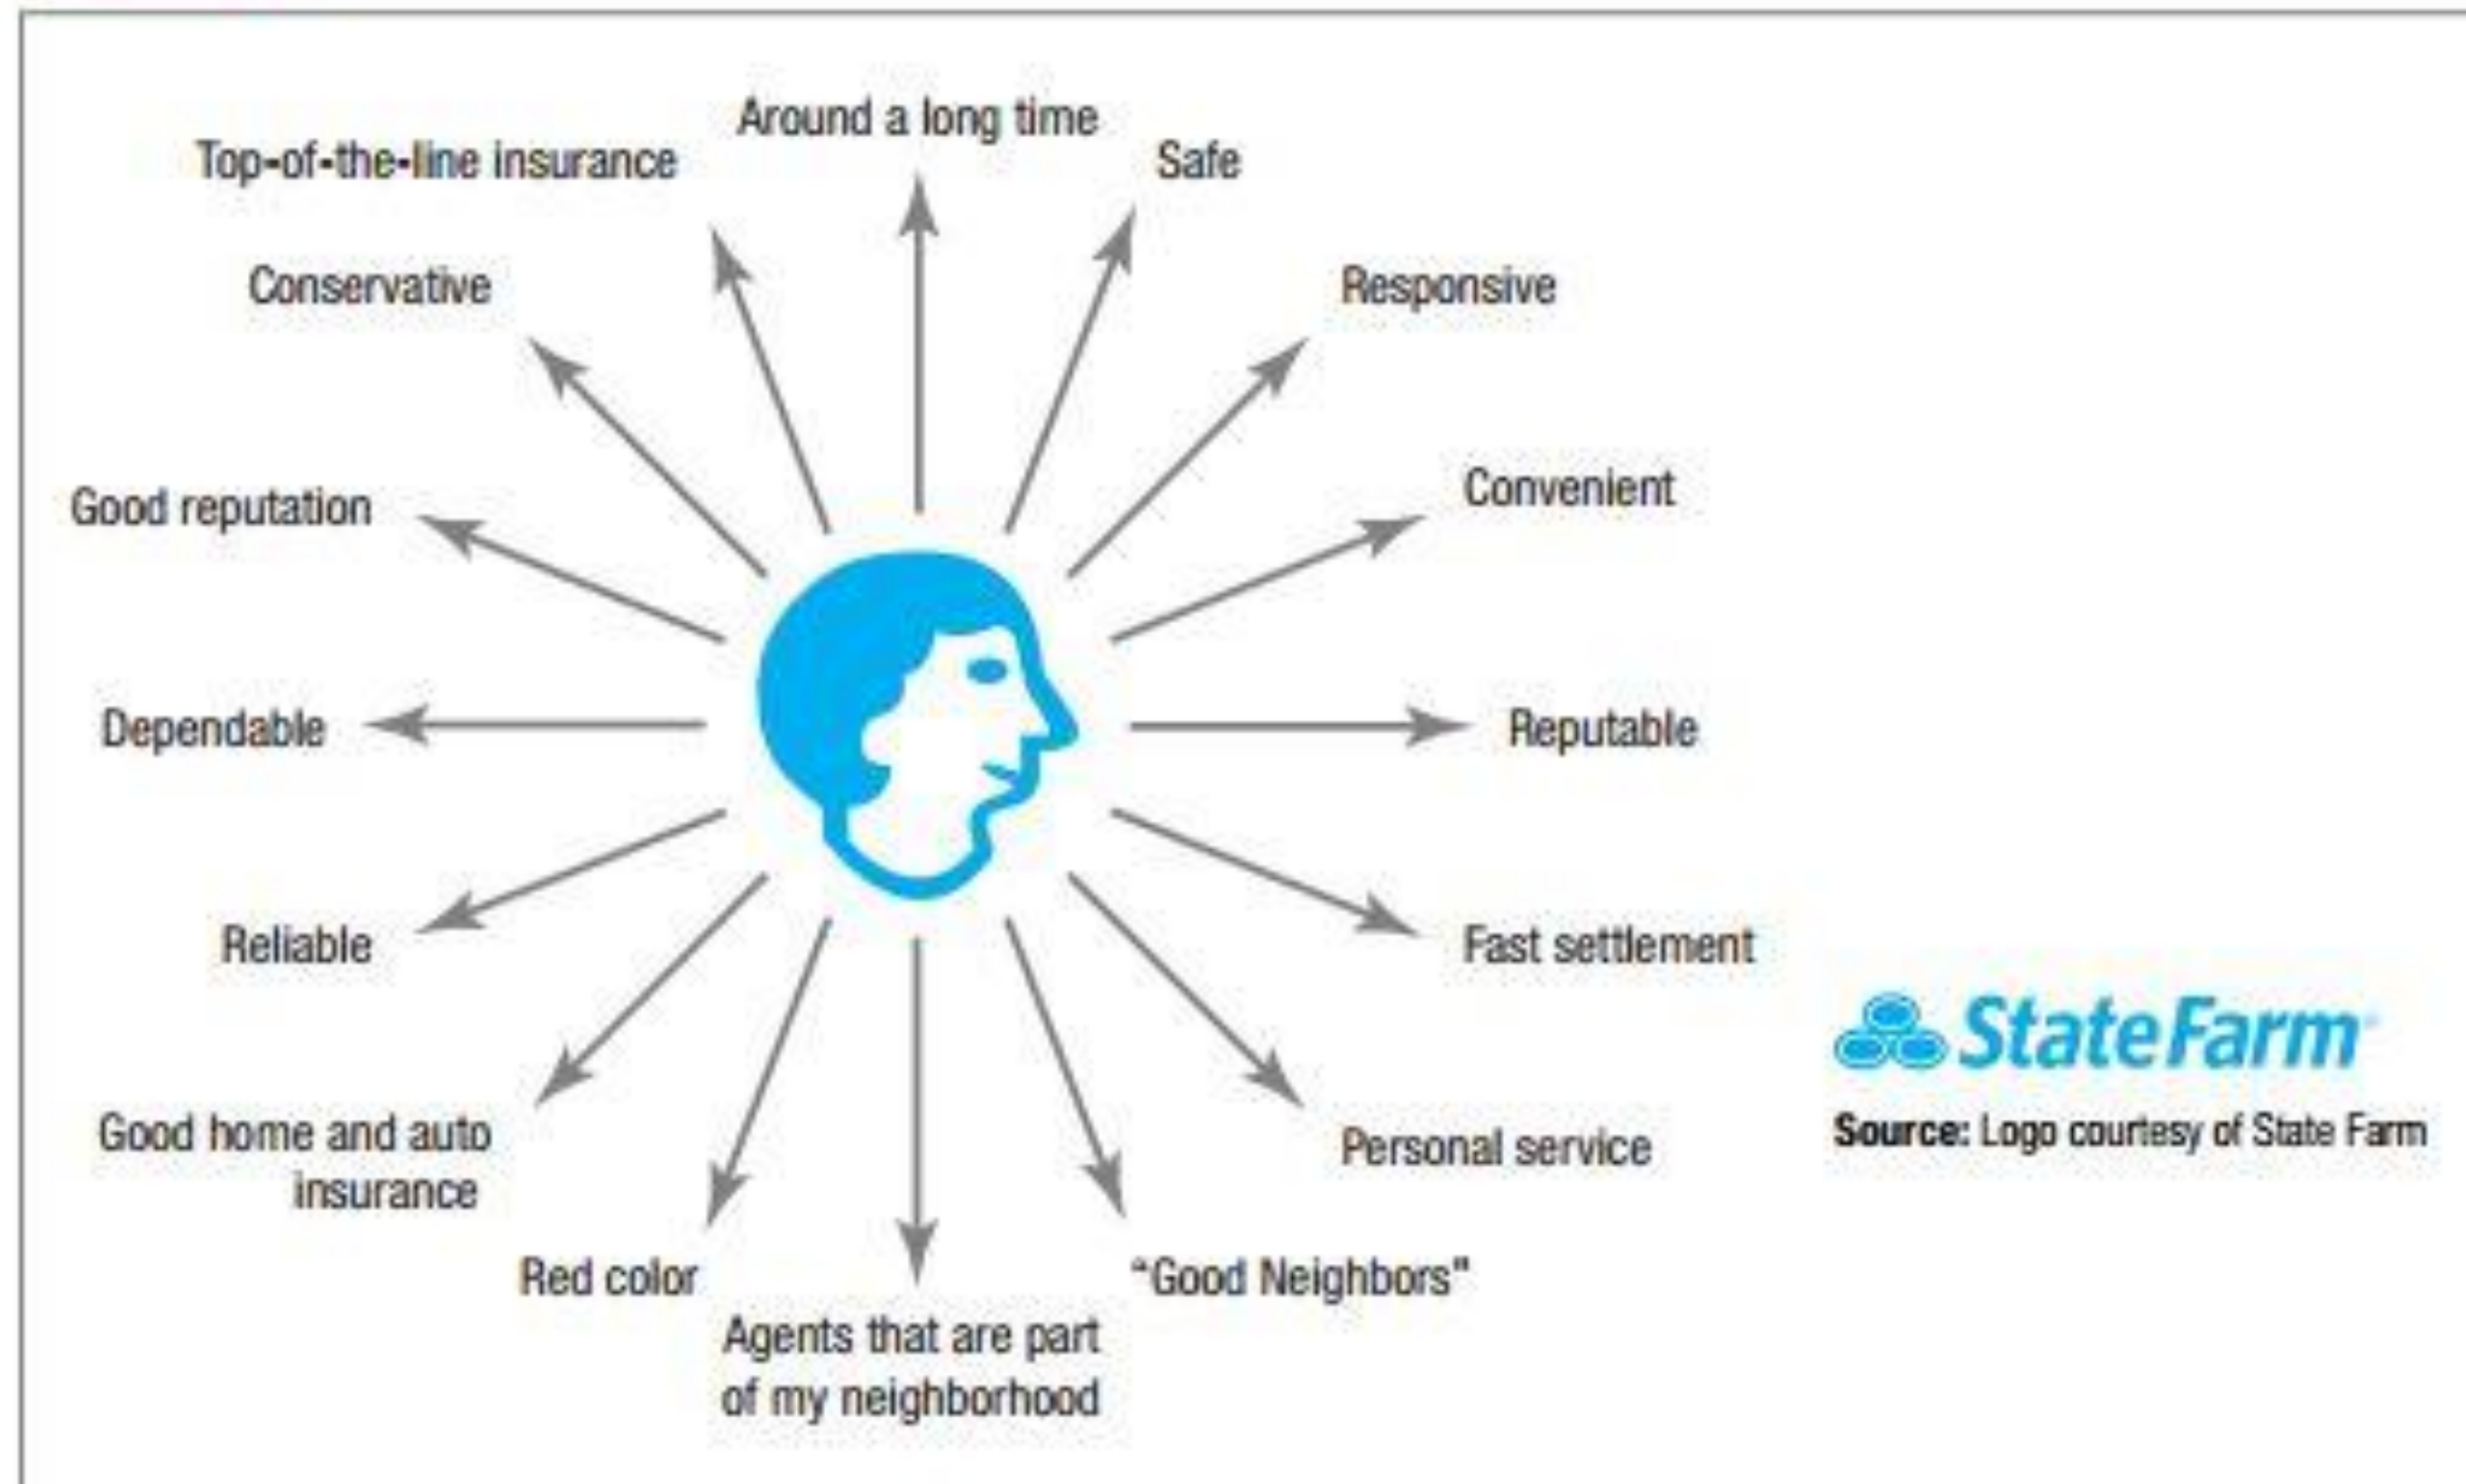 Around a long time
Top-of-the-line insurance
Safe
Conservative
Responsive
Good reputation
Convenient
Dependable
Reputable
Reliable
Fast settlement
StateFarm
Good home and auto
insurance
Personal service
Source: Logo courtesy of State Farm
Red color
"Good Neighbors"
Agents that are part
of my neighborhood